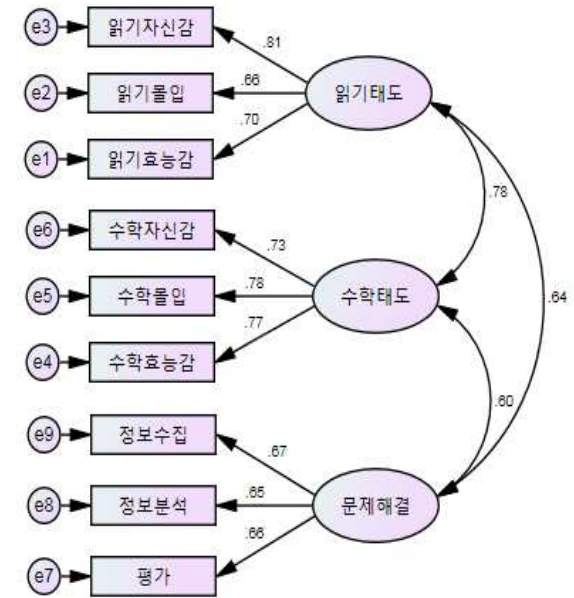 e3 읽기자신감
.81
e2 읽기몰입 .66 읽기태도
.70
e1 읽기효능감
.78
e6 수학자신감
.73
e5 수학몰입 .78 수학태도 .64
.77
e4 수학효능감
.60
e9 정보수집
.67
e8 정보분석 .65 문제해결
.66
e7 평가